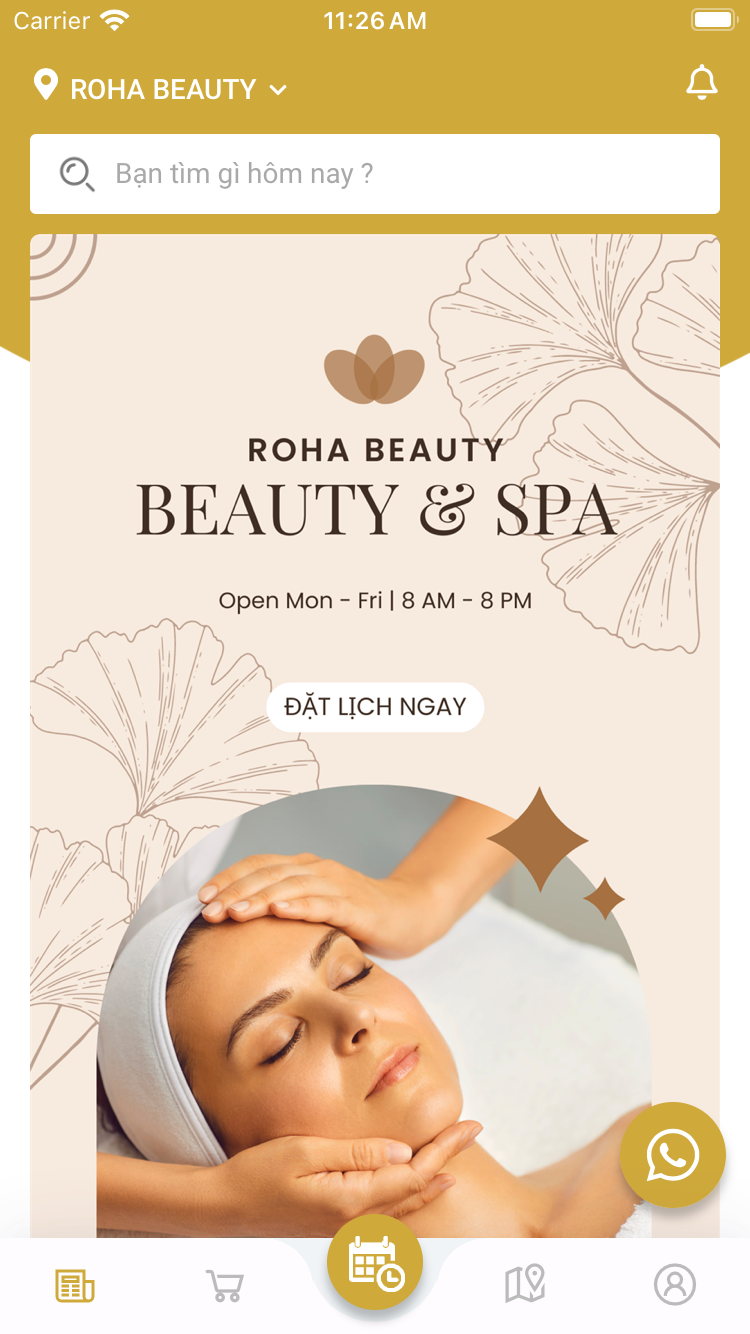 Carrier 11:26 AM
ROHA BEAUTY
Bạn tìm gì hôm nay ?
ROHA BEAUTY
BEAUTY & SPA
Open Mon - Fri | 8 AM - 8 PM
ĐẶT LỊCH NGAY